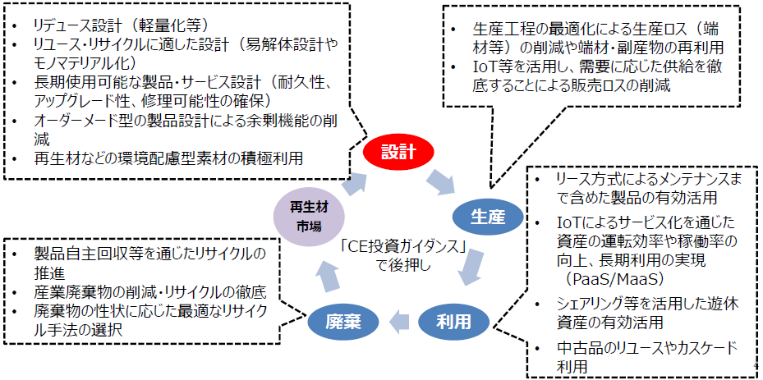 • リデュース設計（軽量化等）
• リユース・リサイクルに適した設計（易解体設計や
モノマテリアル化）
• 長期使用可能な製品・サービス設計（耐久性、
アップグレード性、修理可能性の確保）
• オーダーメード型の製品設計による余剰機能の削
減
• 再生材などの環境配慮型素材の積極利用
• 生産工程の最適化による生産ロス（端
材等）の削減や端材・副産物の再利用
• IoT等を活用し、需要に応じた供給を徹
底することによる販売ロスの削減
設計
生産
• リース方式によるメンテナンスま
で含めた製品の有効活用
• IoTによるサービス化を通じた
資産の運転効率や稼働率の
向上、長期利用の実現
（PaaS/MaaS）
• シェアリング等を活用した遊休
資産の有効活用
• 中古品のリユースやカスケード
利用
再生材
市場
「CE投資ガイダンス」
で後押し
• 製品自主回収等を通じたリサイクルの
推進
• 産業廃棄物の削減・リサイクルの徹底
• 廃棄物の性状に応じた最適なリサイク
ル手法の選択
廃棄
利用